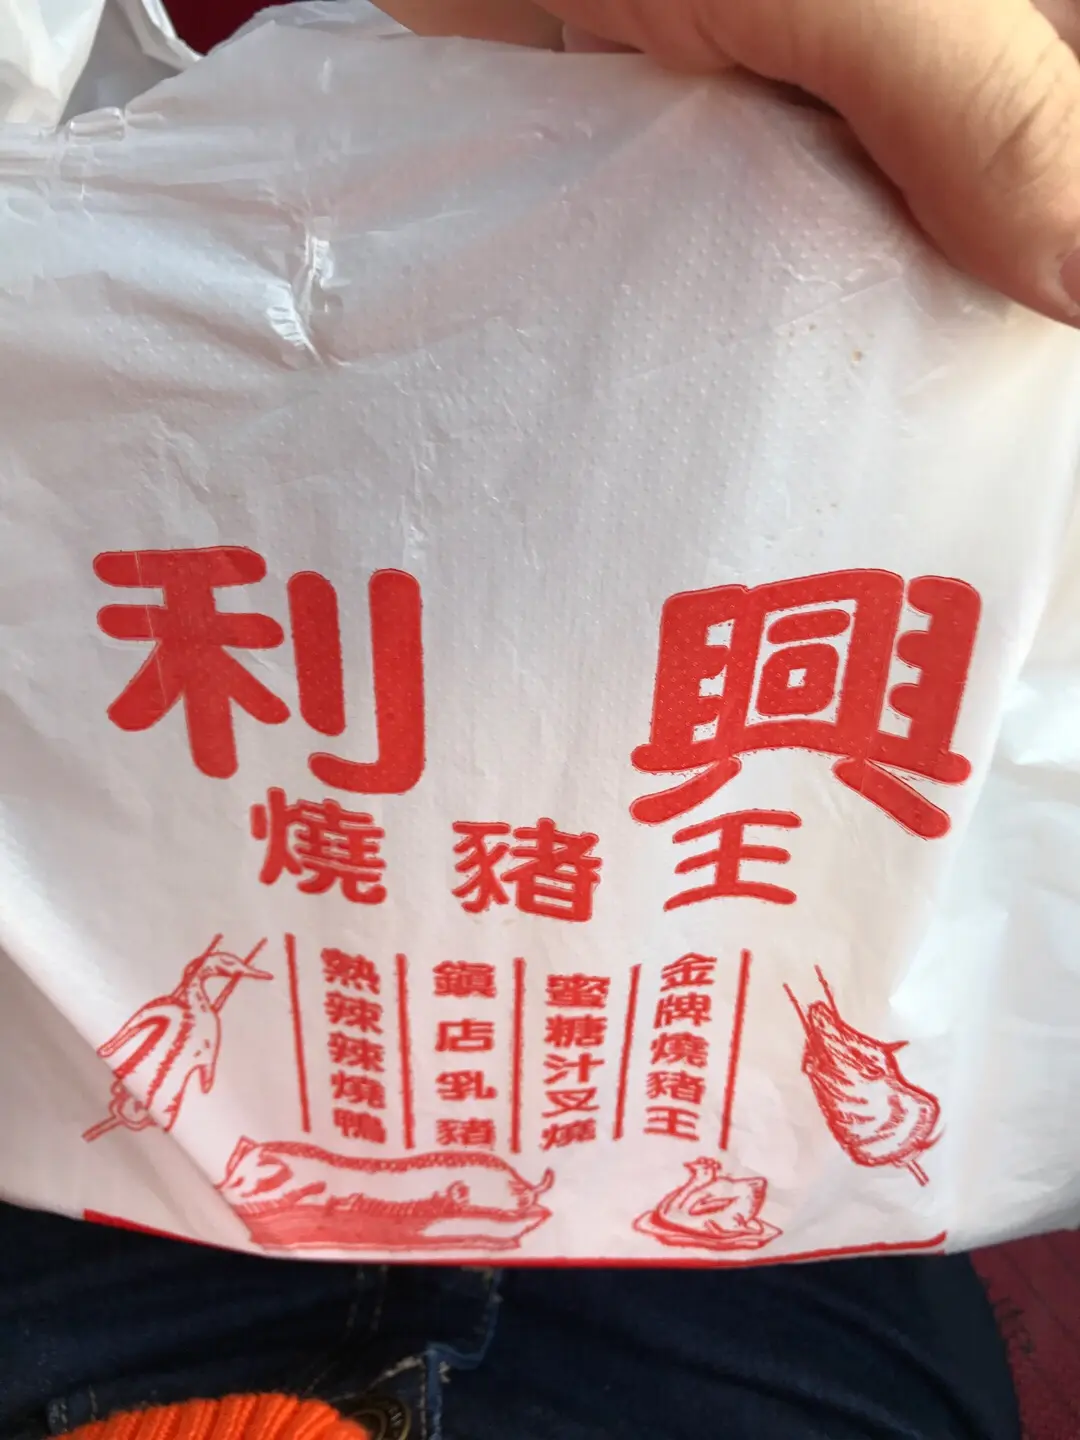 利興
燒豬王
金牌燒豬王
蜜糖汁叉燒
鎮店乳豬
熱辣辣燒鴨